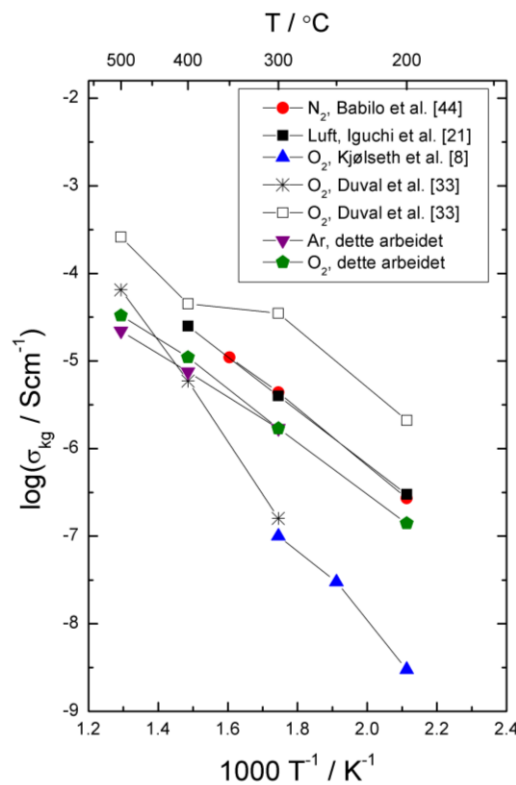 T / °C
500 400 300 200
-2
-3
-4
-5
-6
-7
-8
-9
log(σkg / Scm⁻¹)
N₂, Babilo et al. [44]
Luft, Iguchi et al. [21]
O₂, Kjølseth et al. [8]
O₂, Duval et al. [33]
O₂, Duval et al. [33]
Ar, dette arbeidet
O₂, dette arbeidet
1.2 1.4 1.6 1.8 2.0 2.2 2.4
1000 T⁻¹ / K⁻¹